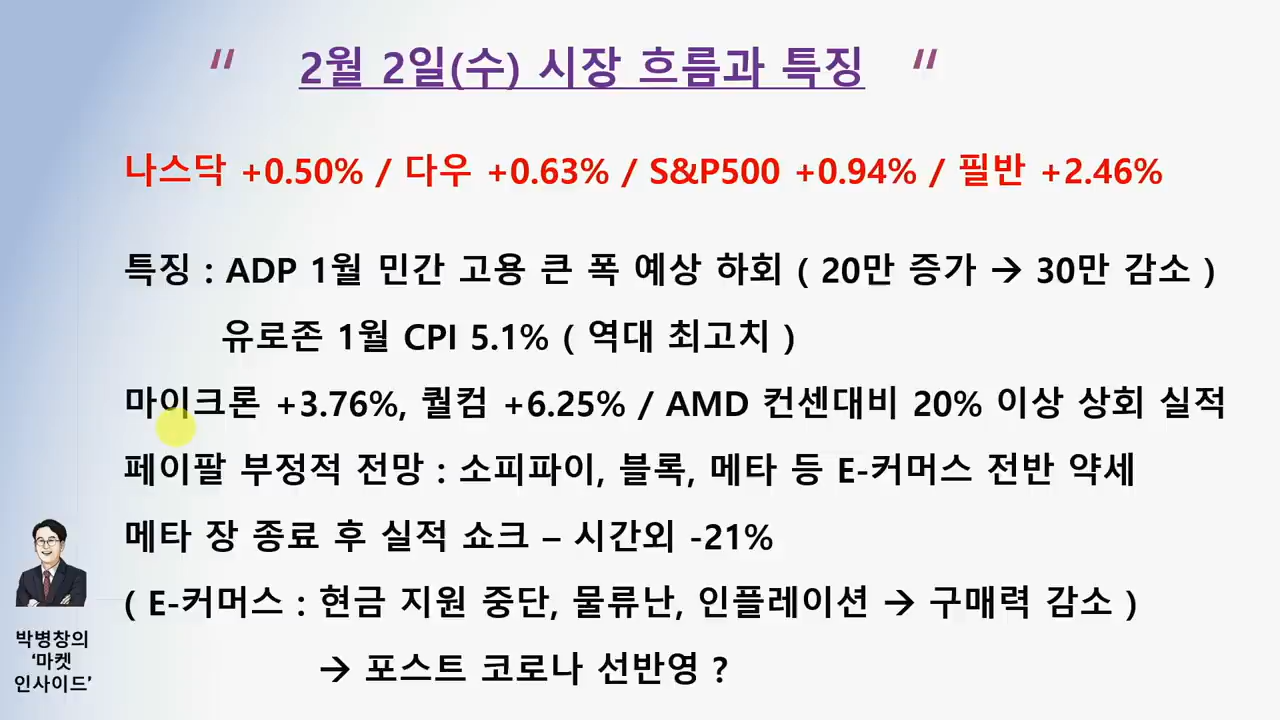 " 2월 2일(수) 시장 흐름과 특징 "
나스닥 +0.50% / 다우 +0.63% / S&P500 +0.94% / 필반 +2.46%
특징 : ADP 1월 민간 고용 큰 폭 예상 하회 ( 20만 증가 → 30만 감소 )
유로존 1월 CPI 5.1% ( 역대 최고치 )
마이크론 +3.76%, 퀄컴 +6.25% / AMD 컨센대비 20% 이상 상회 실적
페이팔 부정적 전망 : 소피파이, 블록, 메타 등 E-커머스 전반 약세
메타 장 종료 후 실적 쇼크 – 시간외 -21%
( E-커머스 : 현금 지원 중단, 물류난, 인플레이션 → 구매력 감소 )
→ 포스트 코로나 선반영 ?
박병창의
'마켓
인사이드'